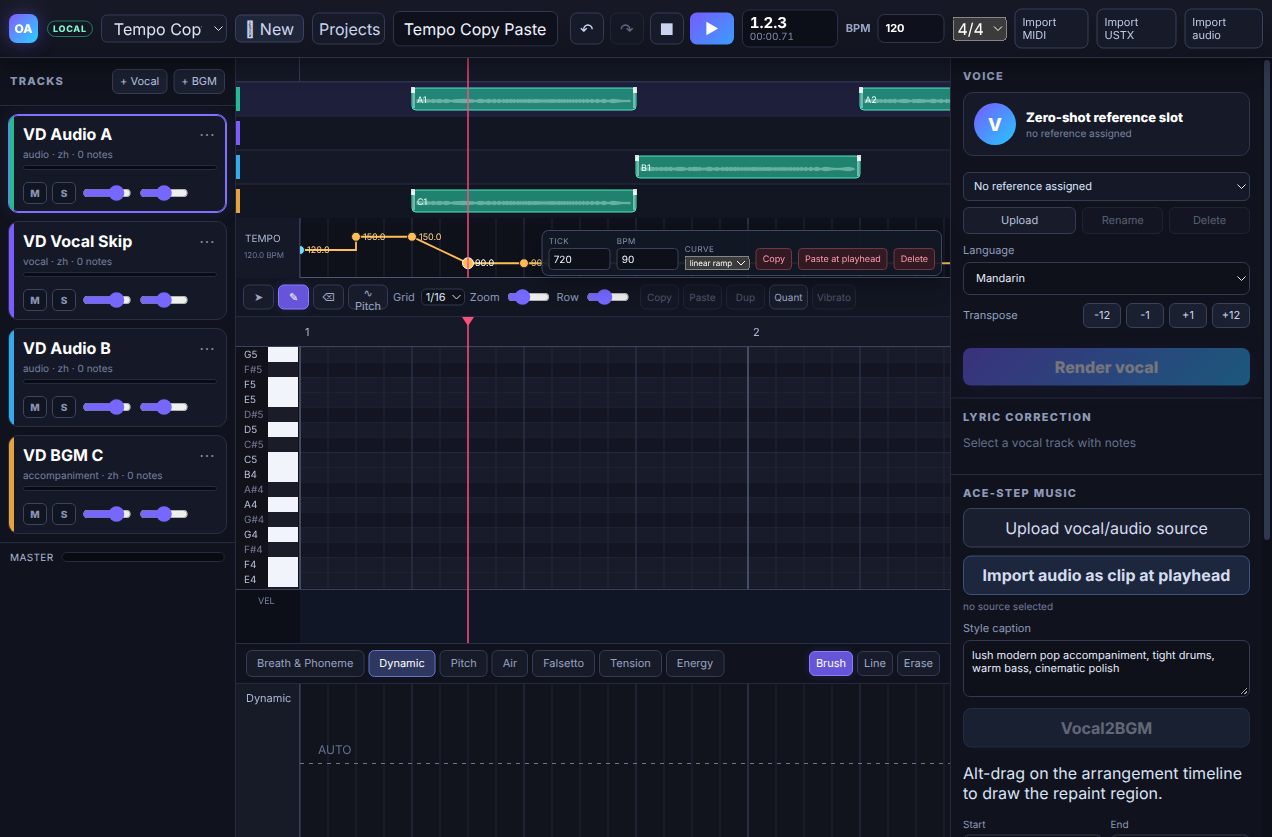 OA LOCAL Tempo Cop New Projects Tempo Copy Paste 1.2.3 00:00.71 BPM 120 4/4 Import MIDI Import USTX Import audio
TRACKS + Vocal + BGM
VD Audio A ...
audio · zh · 0 notes
M S
VD Vocal Skip ...
vocal · zh · 0 notes
M S
VD Audio B ...
audio · zh · 0 notes
M S
VD BGM C ...
accompaniment · zh · 0 notes
M S
MASTER
A1 A2
B1
C1
TEMPO
120.0 BPM
120.0 150.0 150.0 90.0 90
TICK BPM CURVE
720 90 linear ramp Copy Paste at playhead Delete
Pitch Grid 1/16 Zoom Row Copy Paste Dup Quant Vibrato
1 2
G5
F#5
F5
E5
D#5
D5
C#5
C5
B4
A#4
A4
G#4
G4
F#4
F4
E4
VEL
Breath & Phoneme Dynamic Pitch Air Falsetto Tension Energy Brush Line Erase
Dynamic
AUTO
VOICE
V Zero-shot reference slot
no reference assigned
No reference assigned
Upload Rename Delete
Language
Mandarin
Transpose -12 -1 +1 +12
Render vocal
LYRIC CORRECTION
Select a vocal track with notes
ACE-STEP MUSIC
Upload vocal/audio source
Import audio as clip at playhead
no source selected
Style caption
lush modern pop accompaniment, tight drums,
warm bass, cinematic polish
Vocal2BGM
Alt-drag on the arrangement timeline
to draw the repaint region.
Start End